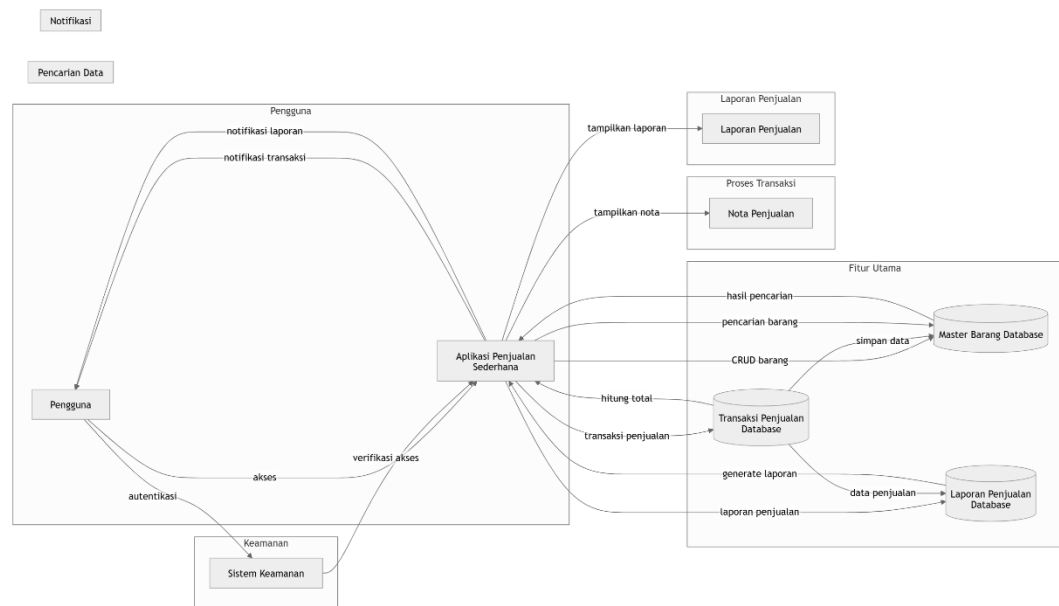 Notifikasi
Pencarian Data
Pengguna
notifikasi laporan
notifikasi transaksi
Aplikasi Penjualan
Sederhana
Pengguna
akses
verifikasi akses
autentikasi
Keamanan
Sistem Keamanan
tampilkan laporan
Laporan Penjualan
Laporan Penjualan
tampilkan nota
Proses Transaksi
Nota Penjualan
Fitur Utama
hasil pencarian
pencarian barang
CRUD barang
simpan data
Master Barang Database
hitung total
transaksi penjualan
Transaksi Penjualan
Database
generate laporan
data penjualan
laporan penjualan
Laporan Penjualan
Database